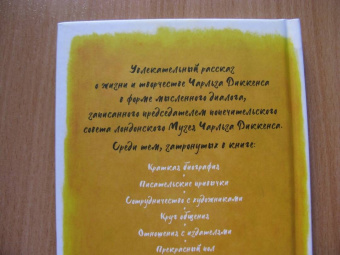 Увлекательный рассказ
о жизни и творчестве Чарльза Диккенса
в форме мысленного диалога,
записанного председателем попечительского
совета лондонского Музея Чарльза Диккенса.
Среди тем, затронутых в книге:
Краткая биография
Писательские привычки
Сотрудничество с художниками
Круг общения
Отношения с издателями
Прекрасный пол